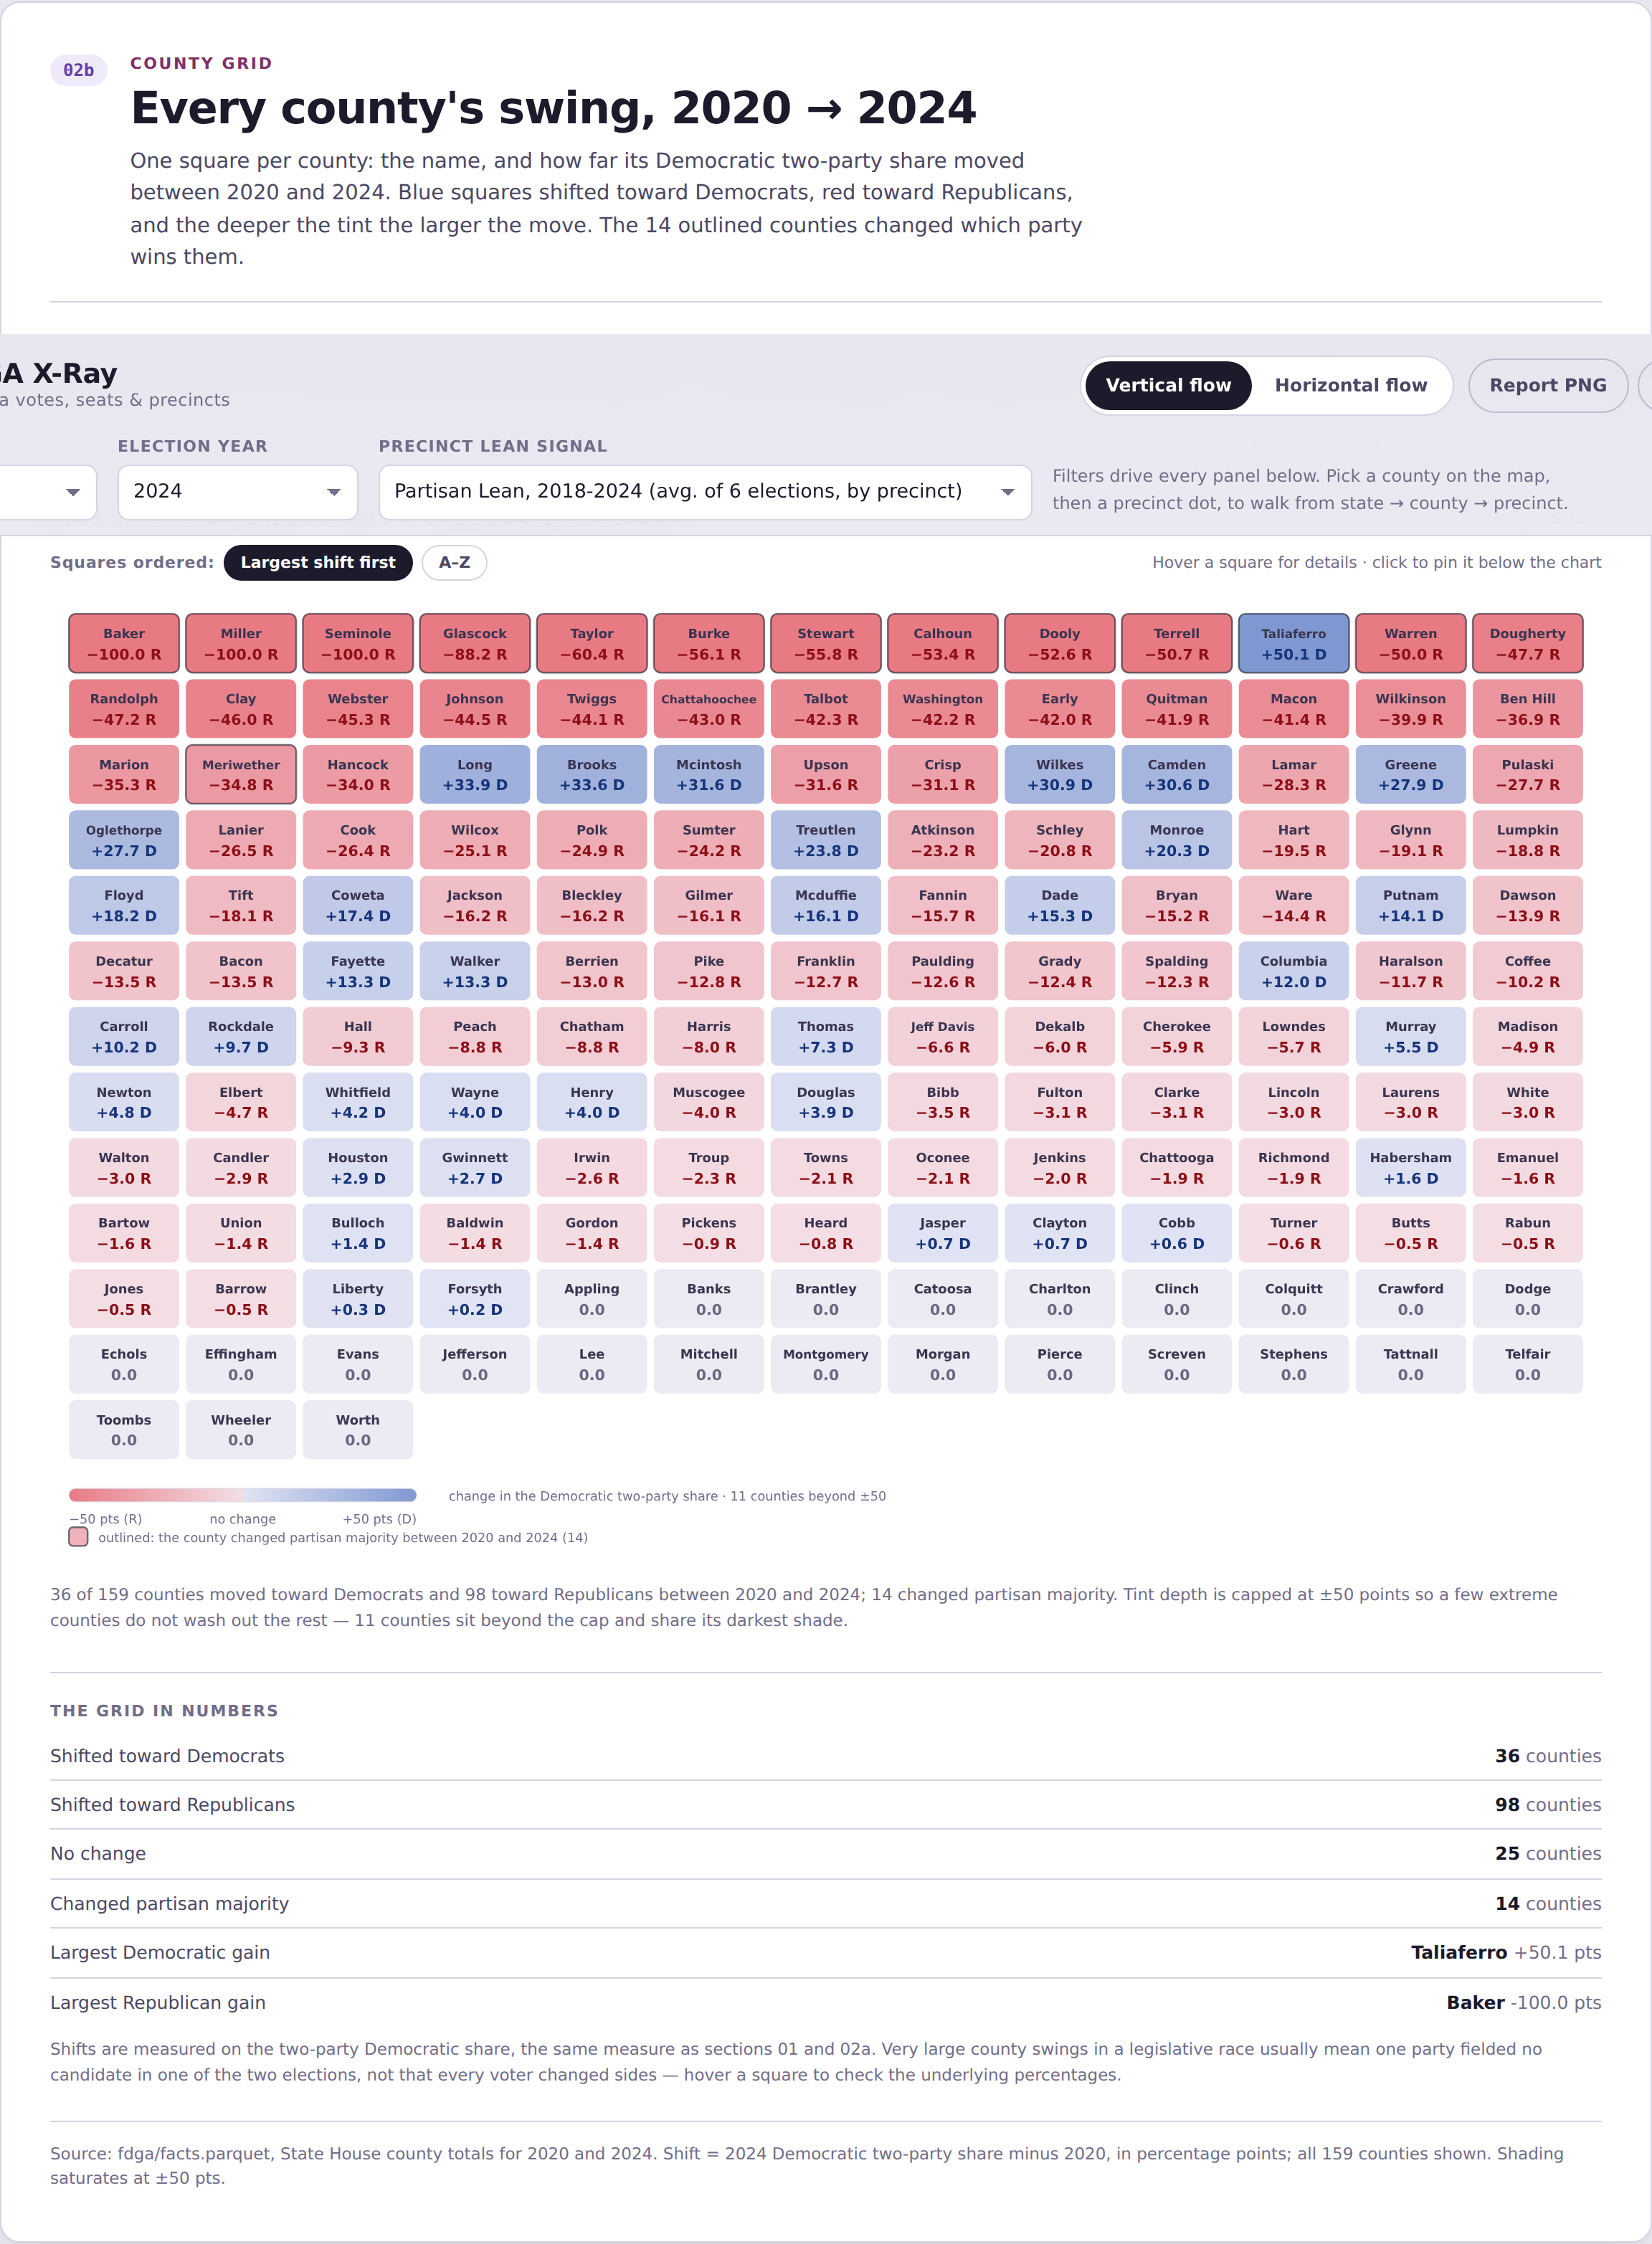 02b
COUNTY GRID
Every county's swing, 2020 → 2024
One square per county: the name, and how far its Democratic two-party share moved
between 2020 and 2024. Blue squares shifted toward Democrats, red toward Republicans,
and the deeper the tint the larger the move. The 14 outlined counties changed which party
wins them.
A X-Ray
a votes, seats & precincts
Vertical flow Horizontal flow Report PNG
ELECTION YEAR PRECINCT LEAN SIGNAL
2024 Partisan Lean, 2018-2024 (avg. of 6 elections, by precinct)
Filters drive every panel below. Pick a county on the map,
then a precinct dot, to walk from state → county → precinct.
Squares ordered: Largest shift first A–Z Hover a square for details · click to pin it below the chart
Baker Miller Seminole Glascock Taylor Burke Stewart Calhoun Dooly Terrell Taliaferro Warren Dougherty
−100.0 R −100.0 R −100.0 R −88.2 R −60.4 R −56.1 R −55.8 R −53.4 R −52.6 R −50.7 R +50.1 D −50.0 R −47.7 R
Randolph Clay Webster Johnson Twiggs Chattahoochee Talbot Washington Early Quitman Macon Wilkinson Ben Hill
−47.2 R −46.0 R −45.3 R −44.5 R −44.1 R −43.0 R −42.3 R −42.2 R −42.0 R −41.9 R −41.4 R −39.9 R −36.9 R
Marion Meriwether Hancock Long Brooks Mcintosh Upson Crisp Wilkes Camden Lamar Greene Pulaski
−35.3 R −34.8 R −34.0 R +33.9 D +33.6 D +31.6 D −31.6 R −31.1 R +30.9 D +30.6 D −28.3 R +27.9 D −27.7 R
Oglethorpe Lanier Cook Wilcox Polk Sumter Treutlen Atkinson Schley Monroe Hart Glynn Lumpkin
+27.7 D −26.5 R −26.4 R −25.1 R −24.9 R −24.2 R +23.8 D −23.2 R −20.8 R +20.3 D −19.5 R −19.1 R −18.8 R
Floyd Tift Coweta Jackson Bleckley Gilmer Mcduffie Fannin Dade Bryan Ware Putnam Dawson
+18.2 D −18.1 R +17.4 D −16.2 R −16.2 R −16.1 R +16.1 D −15.7 R +15.3 D −15.2 R −14.4 R +14.1 D −13.9 R
Decatur Bacon Fayette Walker Berrien Pike Franklin Paulding Grady Spalding Columbia Haralson Coffee
−13.5 R −13.5 R +13.3 D +13.3 D −13.0 R −12.8 R −12.7 R −12.6 R −12.4 R −12.3 R +12.0 D −11.7 R −10.2 R
Carroll Rockdale Hall Peach Chatham Harris Thomas Jeff Davis Dekalb Cherokee Lowndes Murray Madison
+10.2 D +9.7 D −9.3 R −8.8 R −8.8 R −8.0 R +7.3 D −6.6 R −6.0 R −5.9 R −5.7 R +5.5 D −4.9 R
Newton Elbert Whitfield Wayne Henry Muscogee Douglas Bibb Fulton Clarke Lincoln Laurens White
+4.8 D −4.7 R +4.2 D +4.0 D +4.0 D −4.0 R +3.9 D −3.5 R −3.1 R −3.1 R −3.0 R −3.0 R −3.0 R
Walton Candler Houston Gwinnett Irwin Troup Towns Oconee Jenkins Chattooga Richmond Habersham Emanuel
−3.0 R −2.9 R +2.9 D +2.7 D −2.6 R −2.3 R −2.1 R −2.1 R −2.0 R −1.9 R −1.9 R +1.6 D −1.6 R
Bartow Union Bulloch Baldwin Gordon Pickens Heard Jasper Clayton Cobb Turner Butts Rabun
−1.6 R −1.4 R +1.4 D −1.4 R −1.4 R −0.9 R −0.8 R +0.7 D +0.7 D +0.6 D −0.6 R −0.5 R −0.5 R
Jones Barrow Liberty Forsyth Appling Banks Brantley Catoosa Charlton Clinch Colquitt Crawford Dodge
−0.5 R −0.5 R +0.3 D +0.2 D 0.0 0.0 0.0 0.0 0.0 0.0 0.0 0.0 0.0
Echols Effingham Evans Jefferson Lee Mitchell Montgomery Morgan Pierce Screven Stephens Tattnall Telfair
0.0 0.0 0.0 0.0 0.0 0.0 0.0 0.0 0.0 0.0 0.0 0.0 0.0
Toombs Wheeler Worth
0.0 0.0 0.0
change in the Democratic two-party share · 11 counties beyond ±50
−50 pts (R) no change +50 pts (D)
outlined: the county changed partisan majority between 2020 and 2024 (14)
36 of 159 counties moved toward Democrats and 98 toward Republicans between 2020 and 2024; 14 changed partisan majority. Tint depth is capped at ±50 points so a few extreme
counties do not wash out the rest — 11 counties sit beyond the cap and share its darkest shade.
THE GRID IN NUMBERS
Shifted toward Democrats 36 counties
Shifted toward Republicans 98 counties
No change 25 counties
Changed partisan majority 14 counties
Largest Democratic gain Taliaferro +50.1 pts
Largest Republican gain Baker -100.0 pts
Shifts are measured on the two-party Democratic share, the same measure as sections 01 and 02a. Very large county swings in a legislative race usually mean one party fielded no
candidate in one of the two elections, not that every voter changed sides — hover a square to check the underlying percentages.
Source: fdga/facts.parquet, State House county totals for 2020 and 2024. Shift = 2024 Democratic two-party share minus 2020, in percentage points; all 159 counties shown. Shading
saturates at ±50 pts.